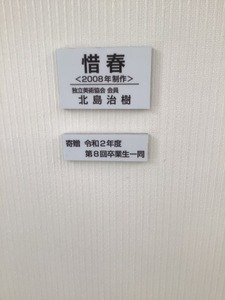 惜春
<2008年制作>
独立美術協会 会員
北島治樹
寄贈 令和2年度
第8回卒業生一同